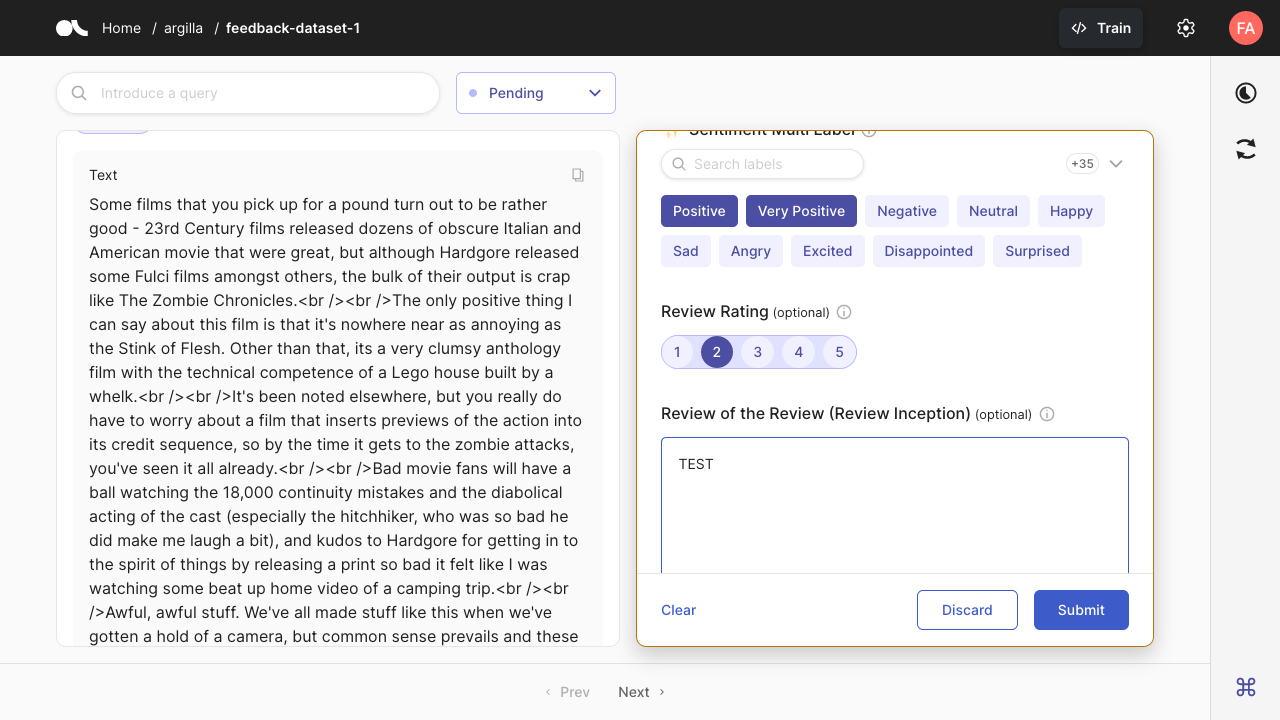 Home / argilla / feedback-dataset-1
Train
FA
Introduce a query
Pending
Text
Some films that you pick up for a pound turn out to be rather
good - 23rd Century films released dozens of obscure Italian and
American movie that were great, but although Hardgore released
some Fulci films amongst others, the bulk of their output is crap
like The Zombie Chronicles.<br /><br />The only positive thing I
can say about this film is that it's nowhere near as annoying as
the Stink of Flesh. Other than that, its a very clumsy anthology
film with the technical competence of a Lego house built by a
whelk.<br /><br />It's been noted elsewhere, but you really do
have to worry about a film that inserts previews of the action into
its credit sequence, so by the time it gets to the zombie attacks,
you've seen it all already.<br /><br />Bad movie fans will have a
ball watching the 18,000 continuity mistakes and the diabolical
acting of the cast (especially the hitchhiker, who was so bad he
did make me laugh a bit), and kudos to Hardgore for getting in to
the spirit of things by releasing a print so bad it felt like I was
watching some beat up home video of a camping trip.<br /><br
/>Awful, awful stuff. We've all made stuff like this when we've
gotten a hold of a camera, but common sense prevails and these
Sentiment Multi Label
Search labels
+35
Positive Very Positive Negative Neutral Happy
Sad Angry Excited Disappointed Surprised
Review Rating (optional)
1 2 3 4 5
Review of the Review (Review Inception) (optional)
TEST
Clear Discard Submit
Prev Next